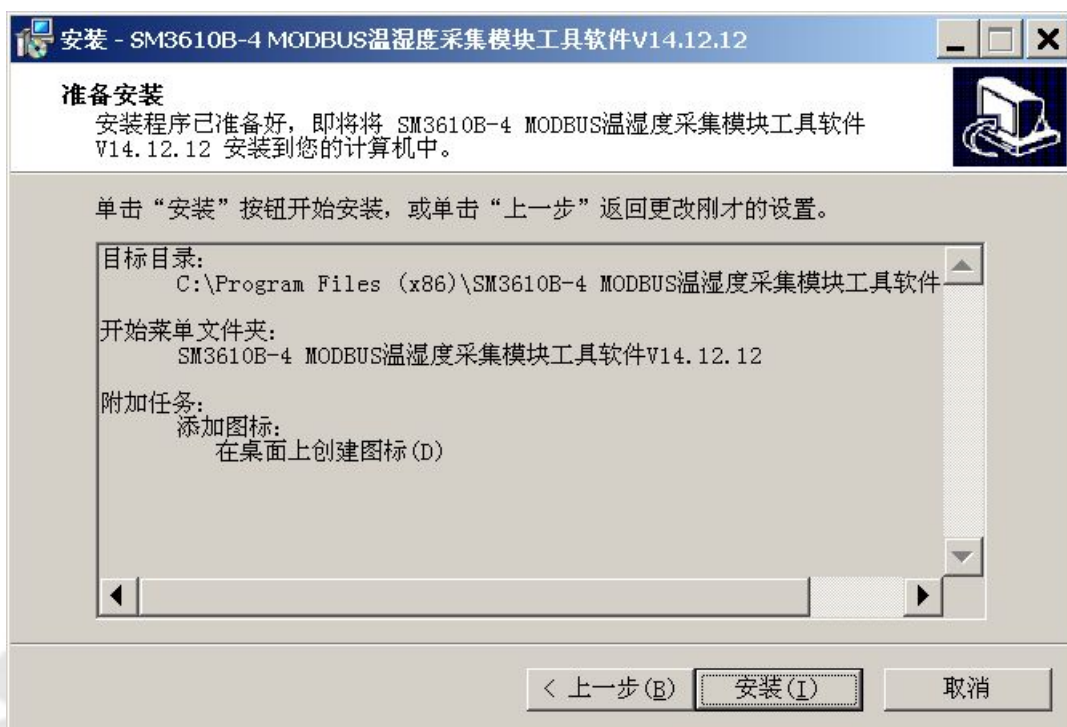 安装 - SM3610B-4 MODBUS温湿度采集模块工具软件V14.12.12
准备安装
安装程序已准备好，即将将 SM3610B-4 MODBUS温湿度采集模块工具软件
V14.12.12 安装到您的计算机中。
单击“安装”按钮开始安装，或单击“上一步”返回更改刚才的设置。
目标目录:
C:\Program Files (x86)\SM3610B-4 MODBUS温湿度采集模块工具软件
开始菜单文件夹:
SM3610B-4 MODBUS温湿度采集模块工具软件V14.12.12
附加任务:
添加图标:
在桌面上创建图标(D)
< 上一步(B)
安装(I)
取消